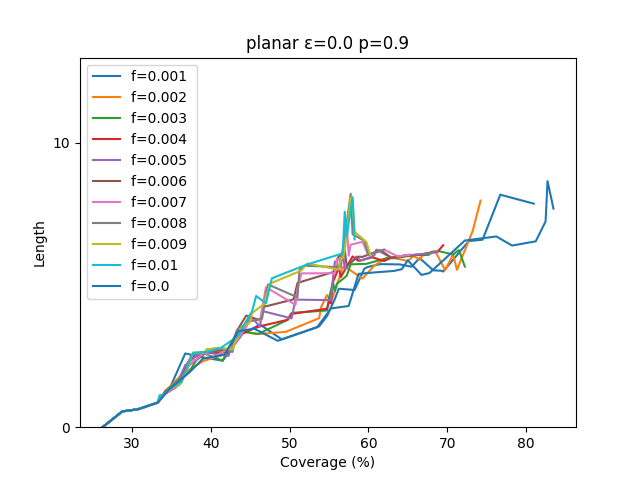 planar ε=0.0 p=0.9
f=0.001
f=0.002
f=0.003
f=0.004
f=0.005
f=0.006
f=0.007
f=0.008
f=0.009
f=0.01
f=0.0
10
0
Length
30 40 50 60 70 80
Coverage (%)